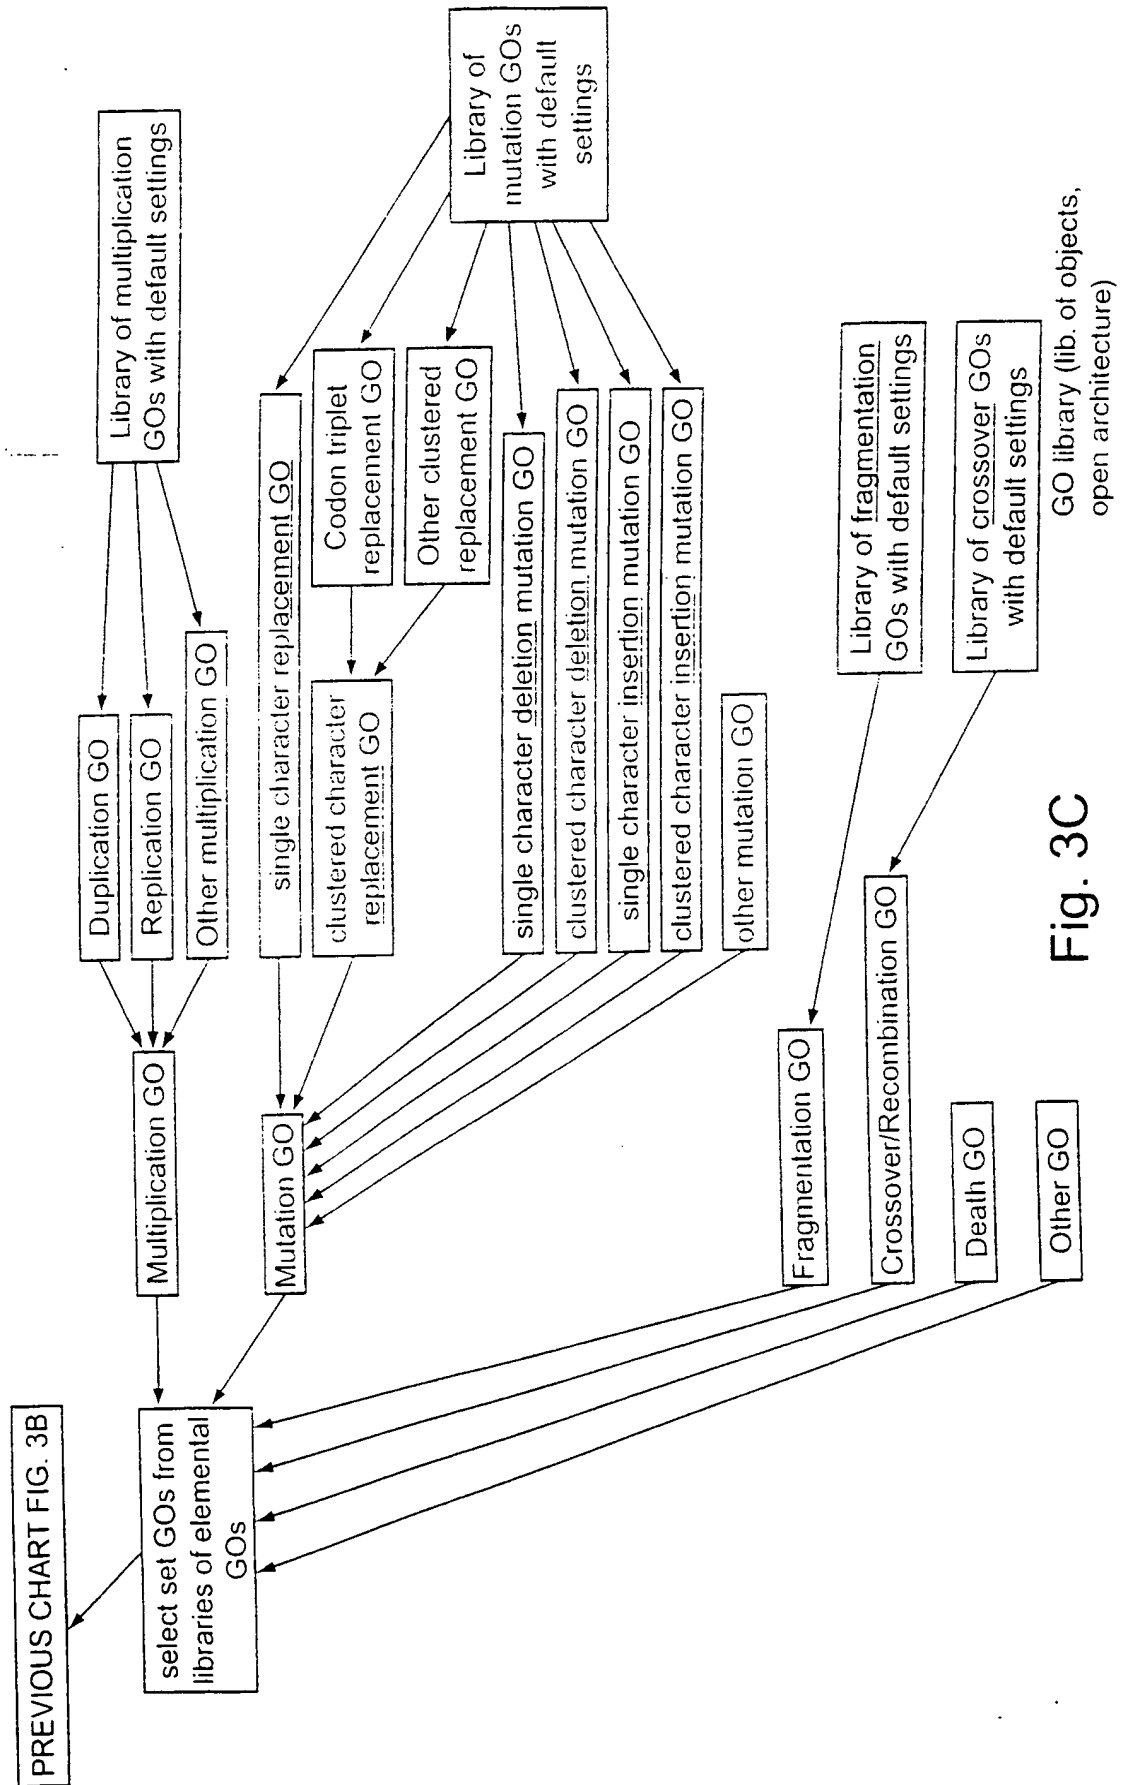 PREVIOUS CHART FIG. 3B
select set GOs from
libraries of elemental
GOs
Multiplication GO
Duplication GO
Replication GO
Other multiplication GO
Library of multiplication
GOs with default settings
Mutation GO
single character replacement GO
clustered character
replacement GO
Codon triplet
replacement GO
Other clustered
replacement GO
Library of
mutation GOs
with default
settings
single character deletion mutation GO
clustered character deletion mutation GO
single character insertion mutation GO
clustered character insertion mutation GO
other mutation GO
Fragmentation GO
Library of fragmentation
GOs with default settings
Crossover/Recombination GO
Library of crossover GOs
with default settings
Death GO
Other GO
GO library (lib. of objects,
open architecture)
Fig. 3C